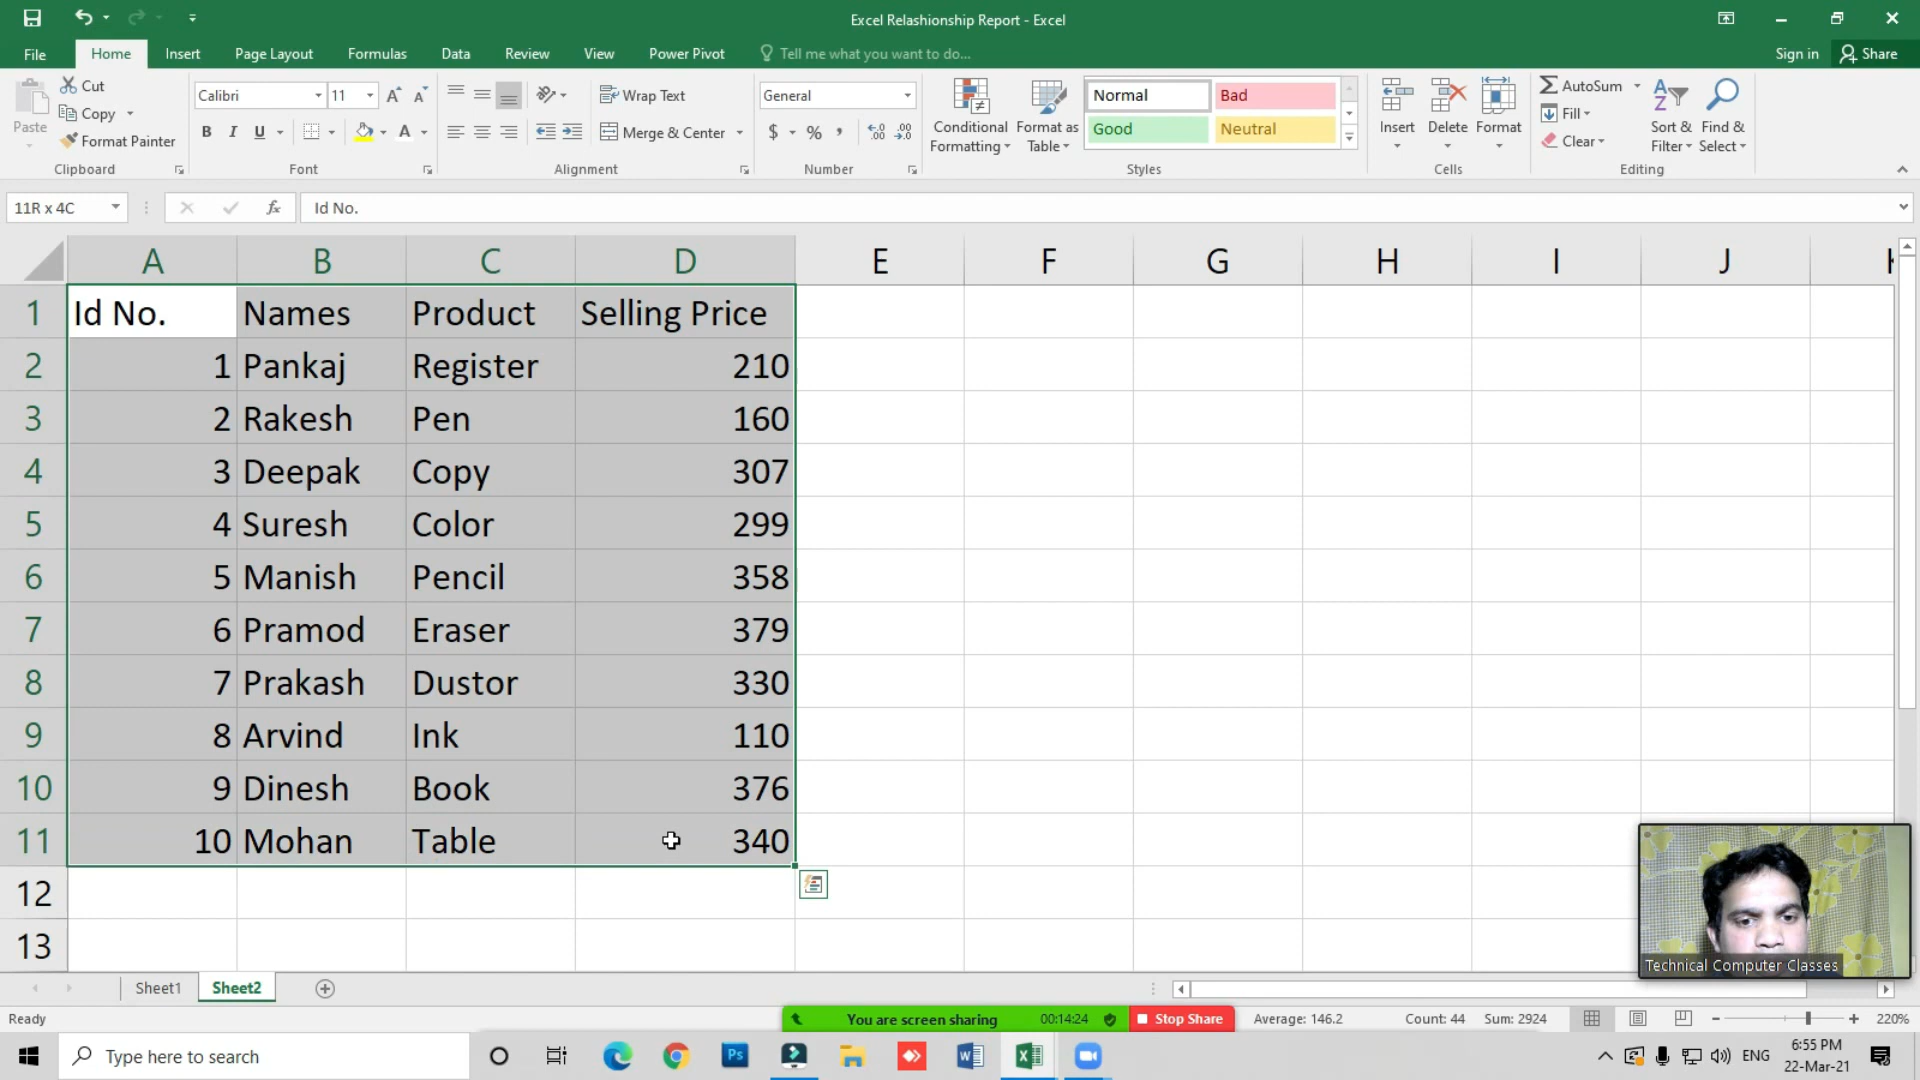 Excel Relashionship Report - Excel
File Home Insert Page Layout Formulas Data Review View Power Pivot Tell me what you want to do... Sign in Share
Paste
Cut
Copy
Format Painter
Clipboard
Calibri 11
B I U A
Font
Wrap Text
Merge & Center
Alignment
General
$ % ,
Number
Conditional Formatting
Format as Table
Normal Bad
Good Neutral
Styles
Insert Delete Format
Cells
AutoSum
Fill
Clear
Sort & Filter
Find & Select
Editing
11R x 4C fx Id No.
A B C D E F G H I J
1 Id No. Names Product Selling Price
2 1 Pankaj Register 210
3 2 Rakesh Pen 160
4 3 Deepak Copy 307
5 4 Suresh Color 299
6 5 Manish Pencil 358
7 6 Pramod Eraser 379
8 7 Prakash Dustor 330
9 8 Arvind Ink 110
10 9 Dinesh Book 376
11 10 Mohan Table 340
12
13
Technical Computer Classes
Sheet1 Sheet2
Ready You are screen sharing 00:14:24 Stop Share Average: 146.2 Count: 44 Sum: 2924 220%
Type here to search Ps ENG 6:55 PM
22-Mar-21